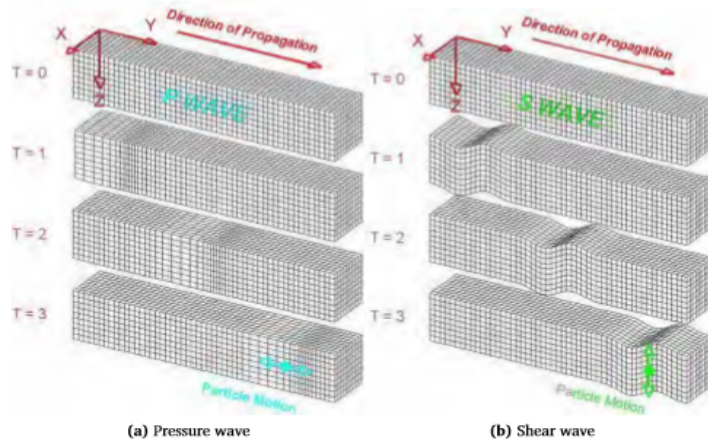 Direction of Propagation
X
Y
Z
T = 0
P WAVE
T = 1
T = 2
T = 3
Particle Motion
(a) Pressure wave
Direction of Propagation
X
Y
Z
T = 0
S WAVE
T = 1
T = 2
T = 3
Particle Motion
(b) Shear wave